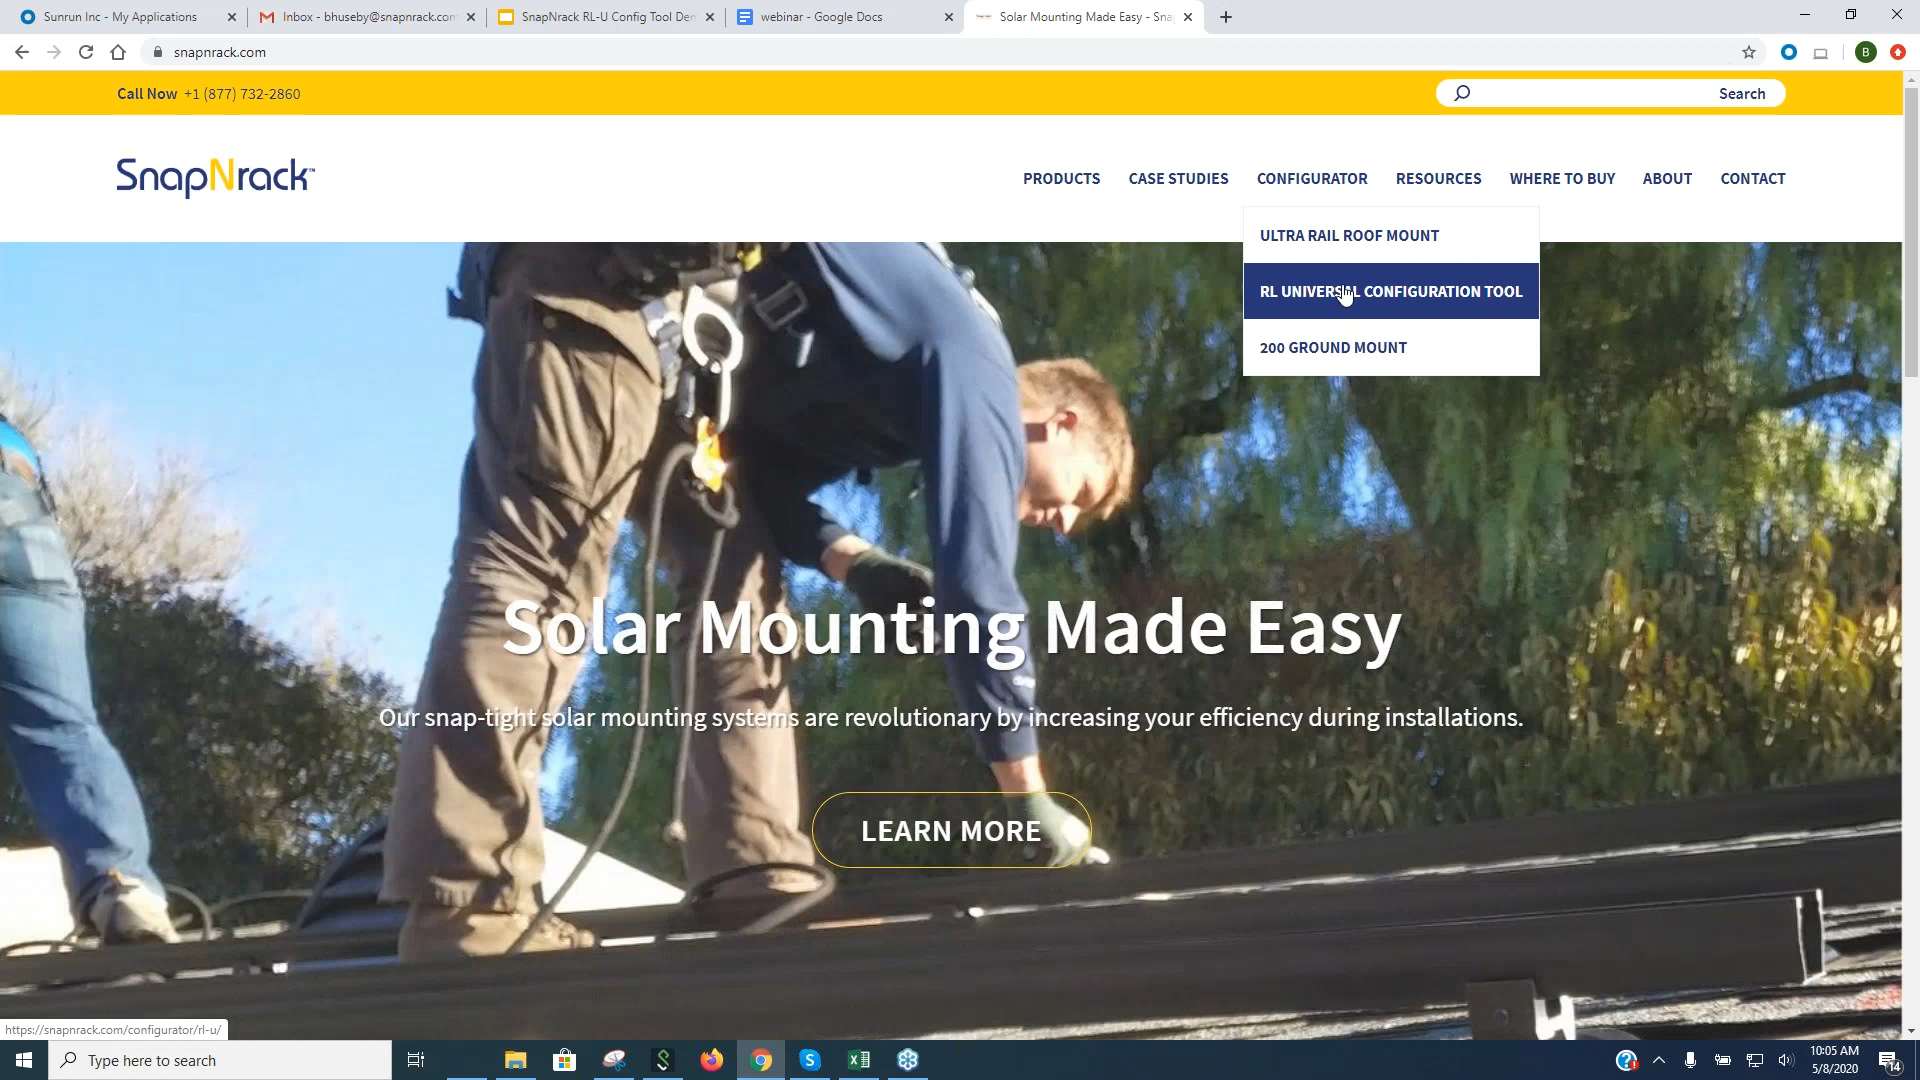 Sunrun Inc - My Applications
Inbox - bhuseby@snapnrack.com
SnapNrack RL-U Config Tool Den
webinar - Google Docs
Solar Mounting Made Easy - Sna
snapnrack.com
B
Call Now +1 (877) 732-2860
Search
SnapNrack™
PRODUCTS
CASE STUDIES
CONFIGURATOR
RESOURCES
WHERE TO BUY
ABOUT
CONTACT
ULTRA RAIL ROOF MOUNT
RL UNIVERSAL CONFIGURATION TOOL
200 GROUND MOUNT
Solar Mounting Made Easy
Our snap-tight solar mounting systems are revolutionary by increasing your efficiency during installations.
LEARN MORE
https://snapnrack.com/configurator/rl-u/
Type here to search
10:05 AM
5/8/2020
14